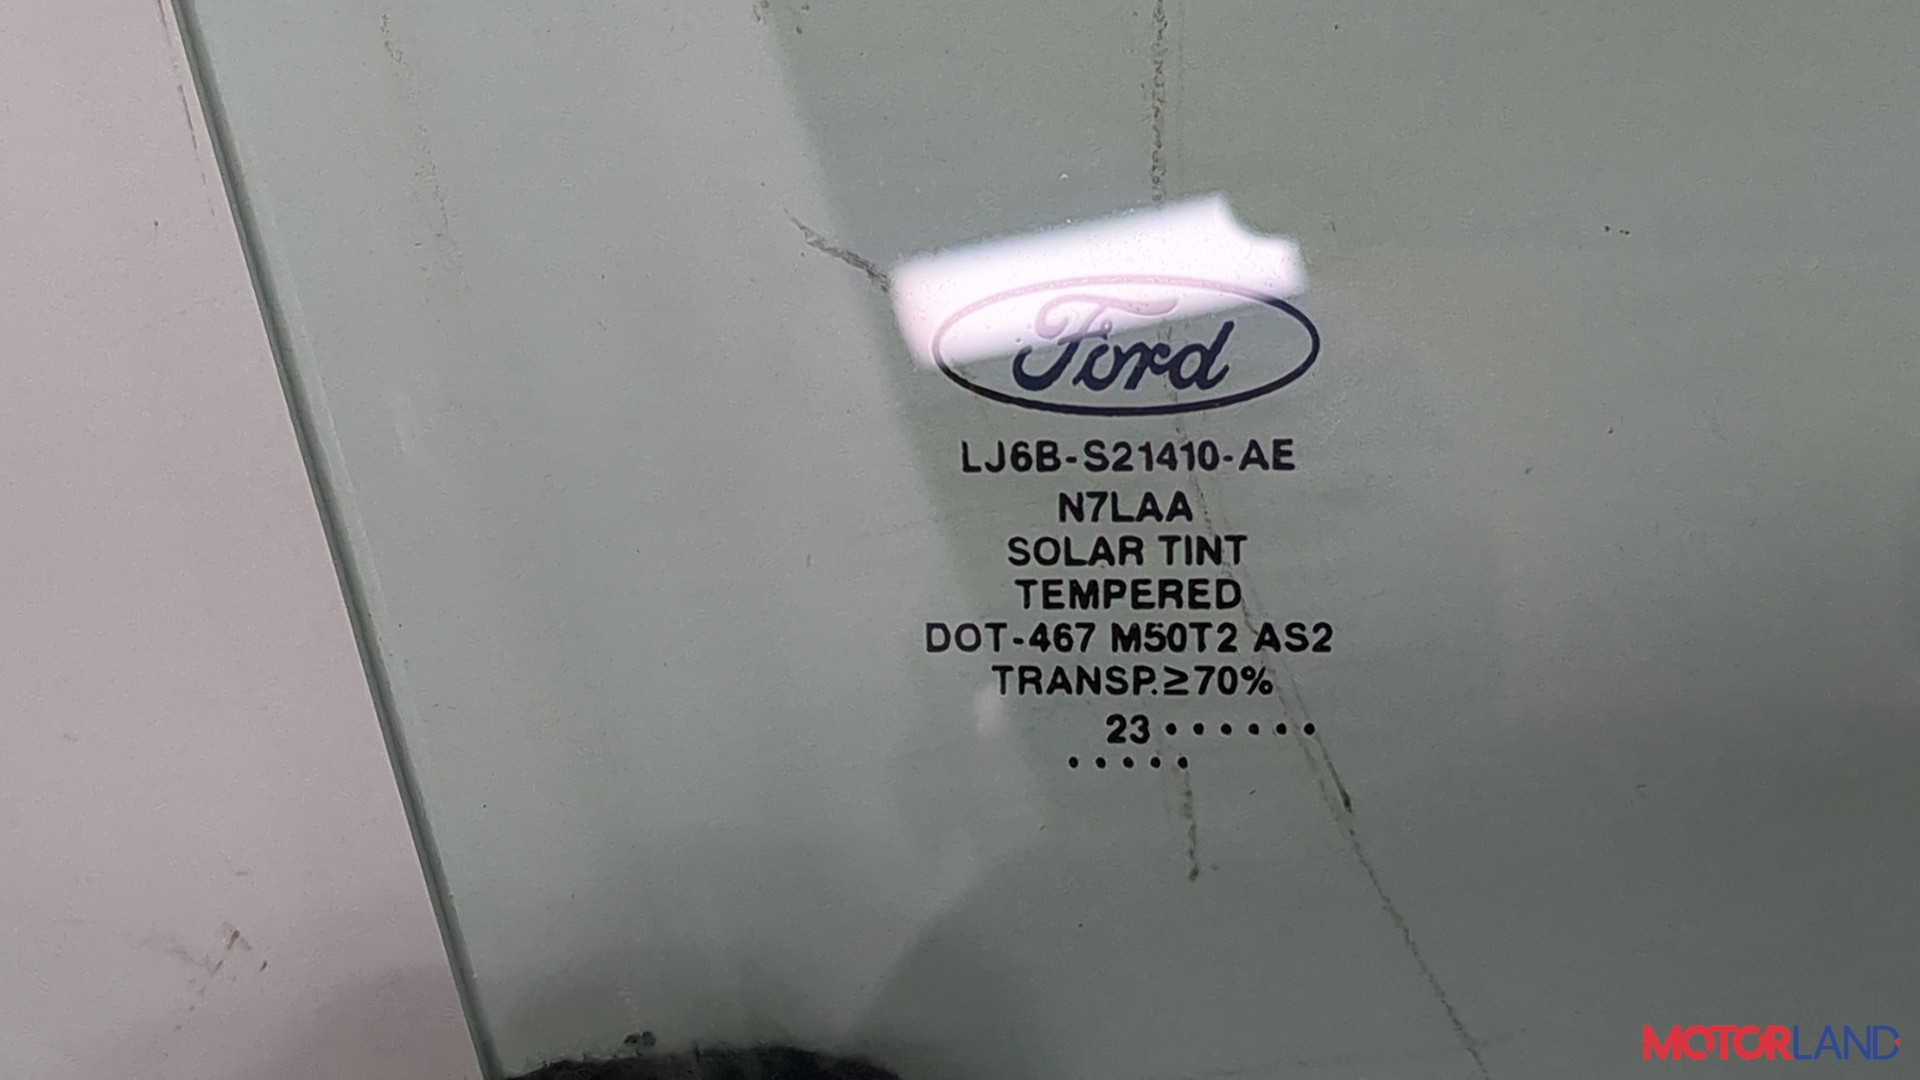 Ford
LJ6B-S21410-AE
N7LAA
SOLAR TINT
TEMPERED
DOT-467 M50T2 AS2
TRANSP.≥70%
23 • • • • • •
• • • • •
MOTORLAND